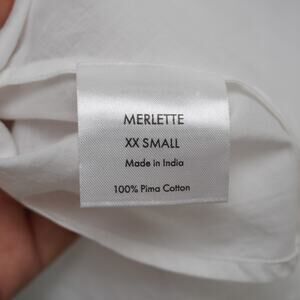 MERLETTE
XX SMALL
Made in India
100% Pima Cotton